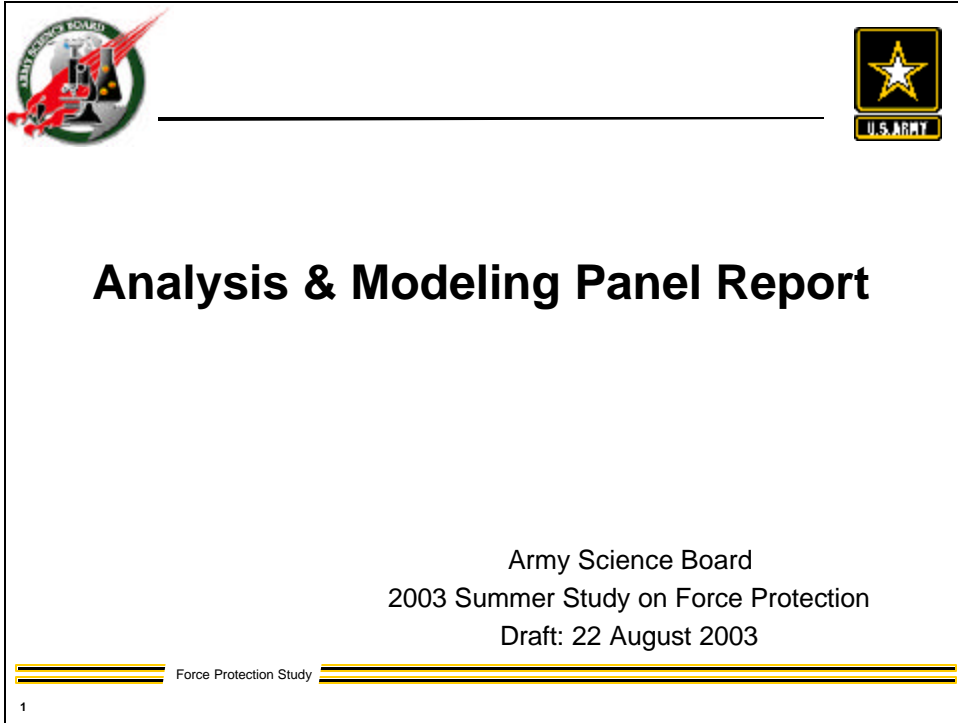 ARMY SCIENCE BOARD
U.S. ARMY
Analysis & Modeling Panel Report
Army Science Board
2003 Summer Study on Force Protection
Draft: 22 August 2003
Force Protection Study
1